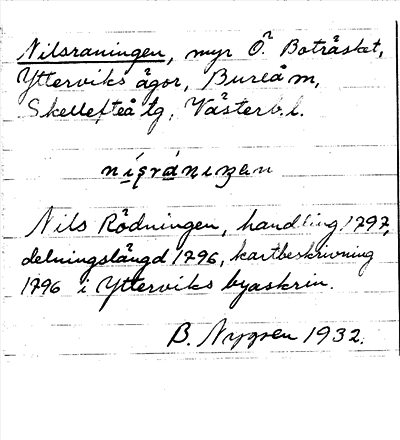 Nilsraningen, myr Ö. Boträsket,
Ytterviks ägor, Bureå m,
Skellefteå tg, Västerb. l.
Nils Rödningen, handling 1797,
delningslängd 1796, kartbeskrivning
1796 i Ytterviks byaskrin.
B. Nygren 1932.